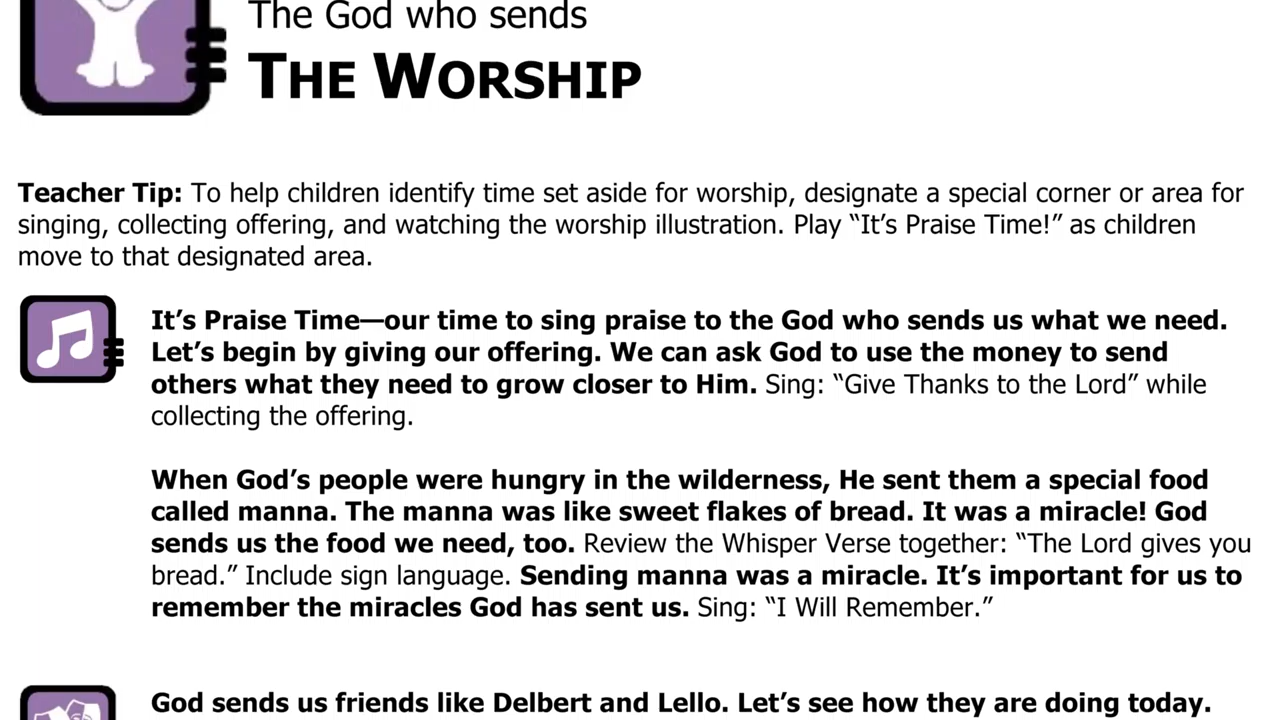 The God who sends
THE WORSHIP
Teacher Tip: To help children identify time set aside for worship, designate a special corner or area for
singing, collecting offering, and watching the worship illustration. Play “It’s Praise Time!” as children
move to that designated area.
It’s Praise Time—our time to sing praise to the God who sends us what we need.
Let’s begin by giving our offering. We can ask God to use the money to send
others what they need to grow closer to Him. Sing: “Give Thanks to the Lord” while
collecting the offering.
When God’s people were hungry in the wilderness, He sent them a special food
called manna. The manna was like sweet flakes of bread. It was a miracle! God
sends us the food we need, too. Review the Whisper Verse together: “The Lord gives you
bread.” Include sign language. Sending manna was a miracle. It’s important for us to
remember the miracles God has sent us. Sing: “I Will Remember.”
God sends us friends like Delbert and Lello. Let’s see how they are doing today.